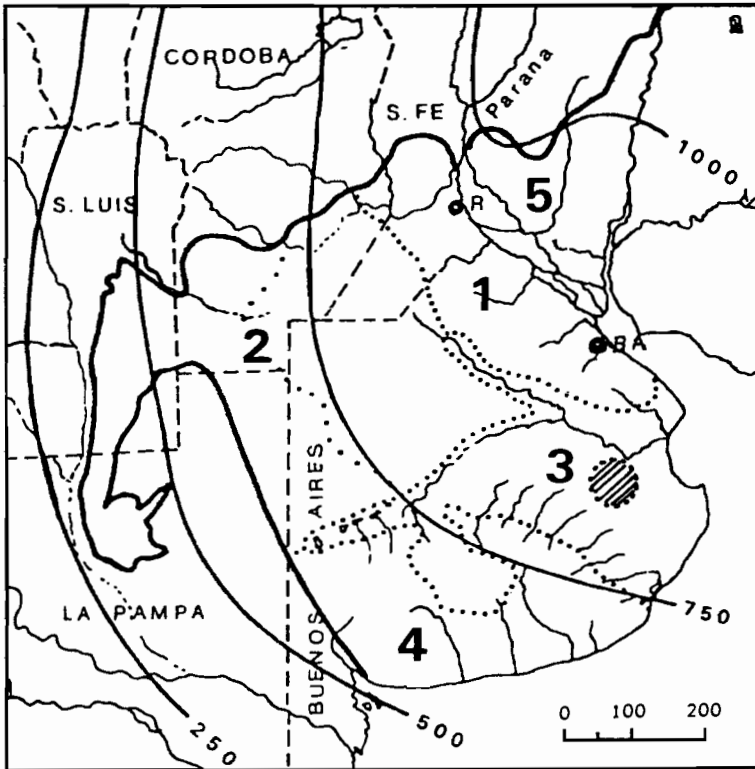 CORDOBA
S. FE
Parana
1000
S. LUIS
R
5
1
BA
2
3
AIRES
BUENOS
LA PAMPA
4
750
500
250
0 100 200